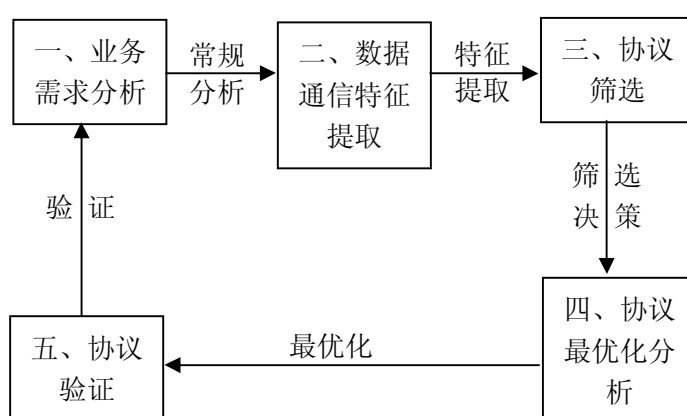 一、业务
需求分析
常规
分析
二、数据
通信特征
提取
特征
提取
三、协议
筛选
筛 选
决 策
四、协议
最优化分
析
最优化
五、协议
验证
验 证